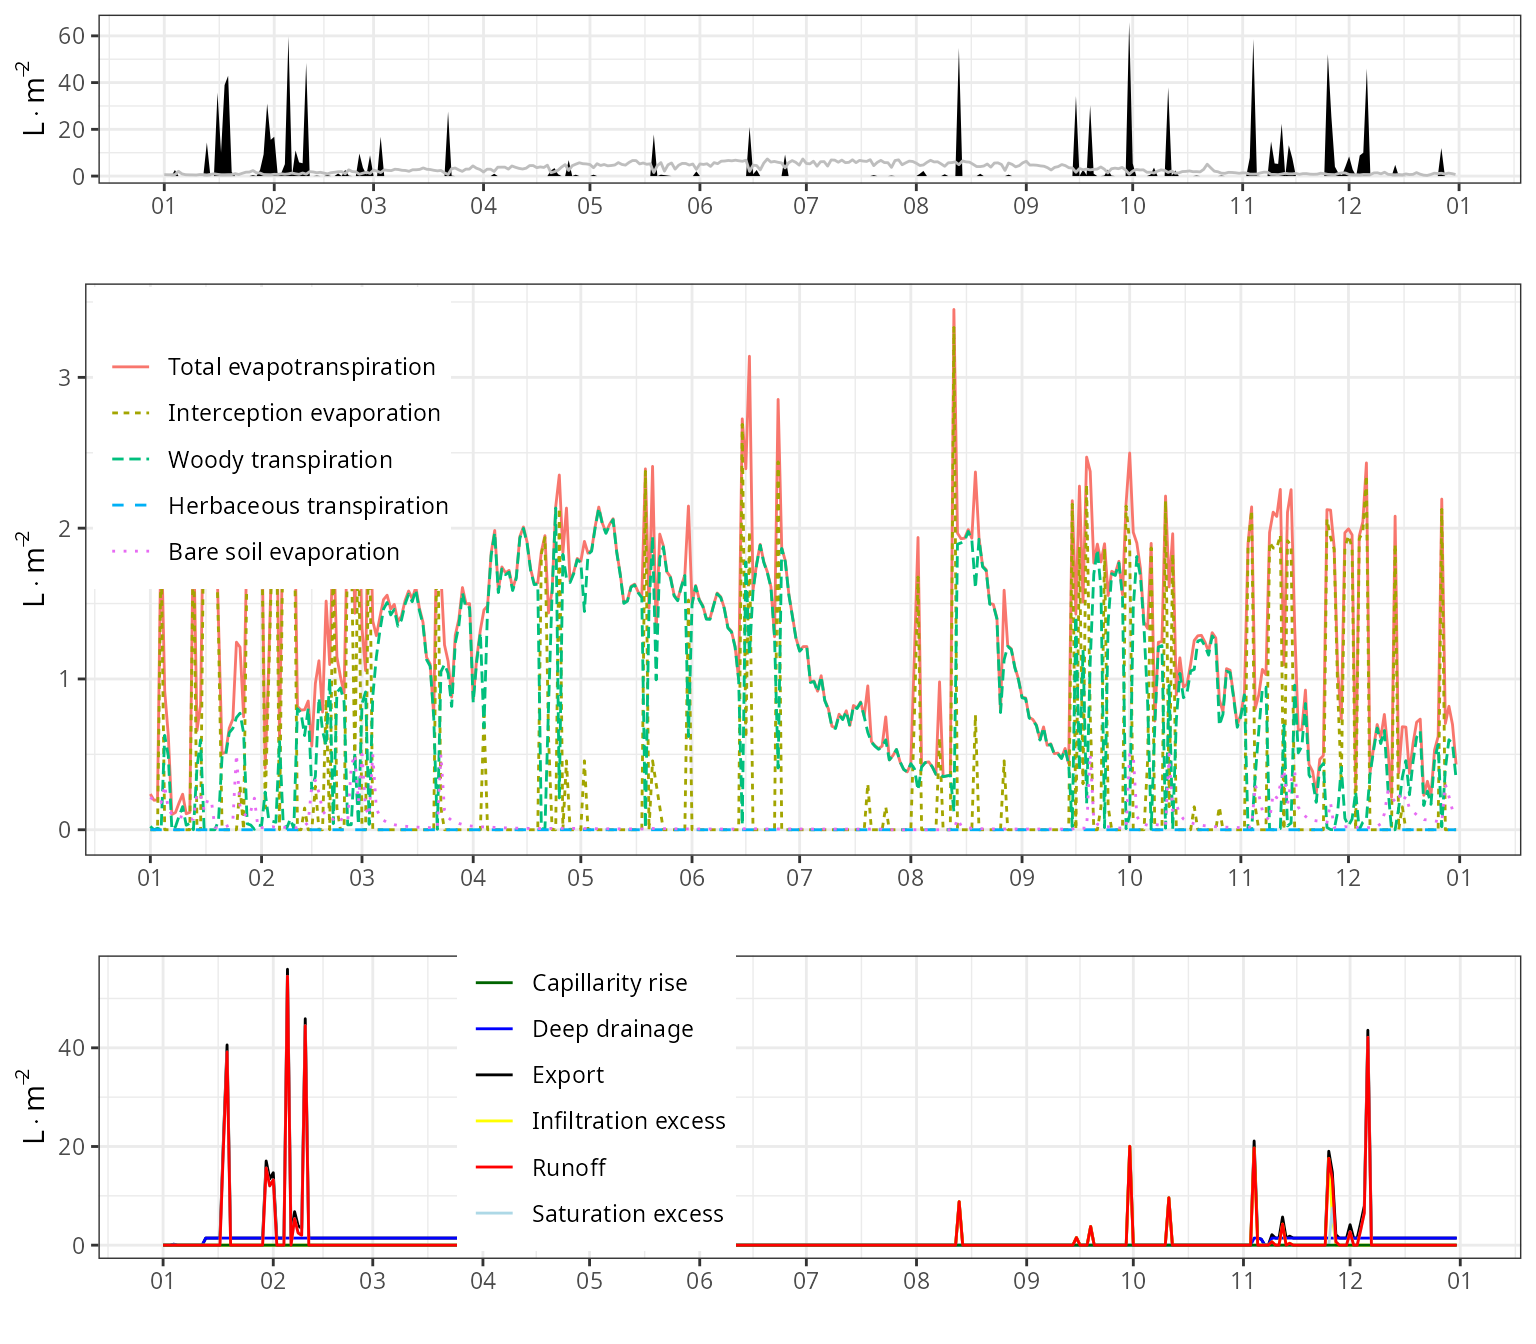 60
40
20
0
L · m⁻²
01 02 03 04 05 06 07 08 09 10 11 12 01
Total evapotranspiration
Interception evaporation
Woody transpiration
Herbaceous transpiration
Bare soil evaporation
3
2
1
0
L · m⁻²
01 02 03 04 05 06 07 08 09 10 11 12 01
Capillarity rise
Deep drainage
Export
Infiltration excess
Runoff
Saturation excess
40
20
0
L · m⁻²
01 02 03 04 05 06 07 08 09 10 11 12 01